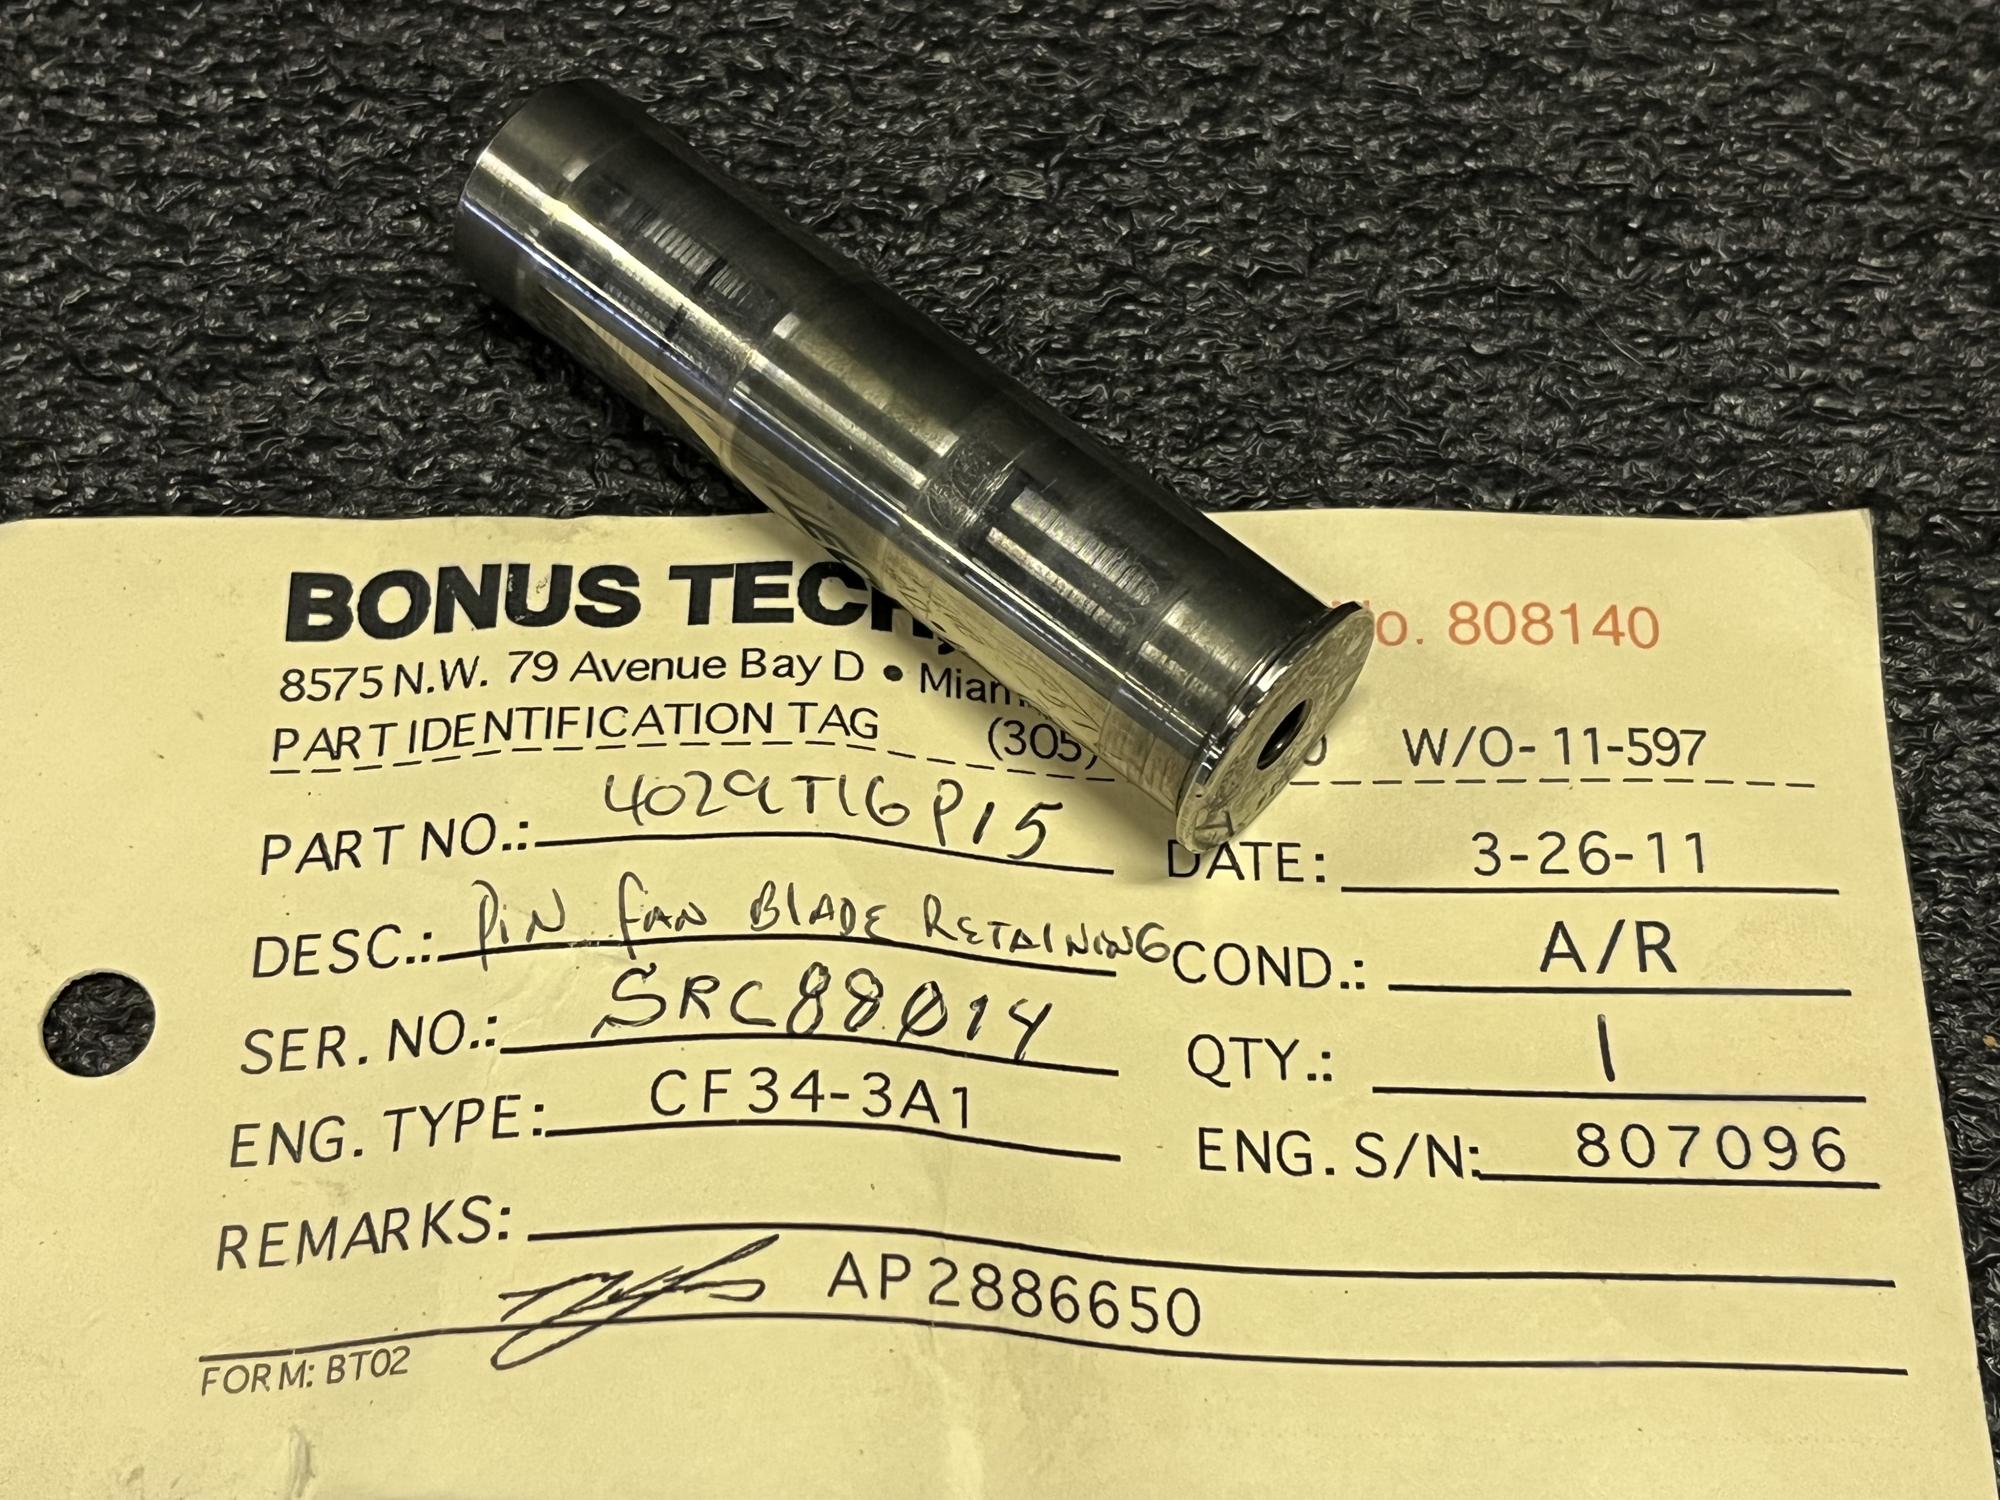 BONUS TECH
No. 808140
8575 N.W. 79 Avenue Bay D • Miam
PART IDENTIFICATION TAG (305) W/O-11-597
PART NO.: 4029T16P15 DATE: 3-26-11
DESC.: PIN FAN BLADE RETAINING COND.: A/R
SER. NO.: SRC88014 QTY.: 1
ENG. TYPE: CF34-3A1 ENG. S/N: 807096
REMARKS:
AP2886650
FORM: BT02